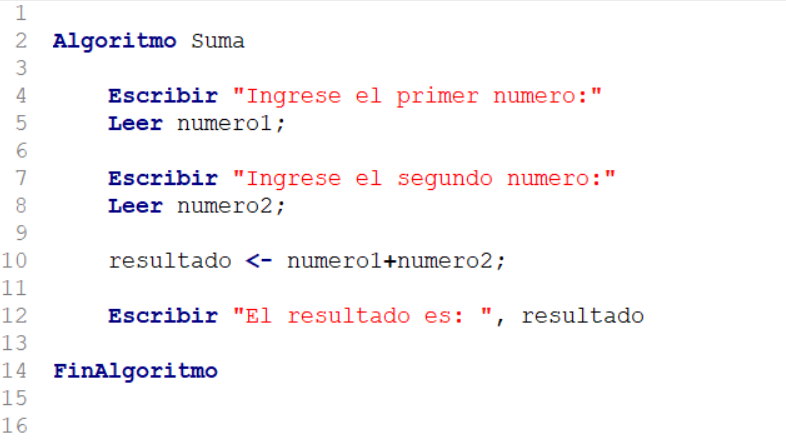 1
2 Algoritmo Suma
3
4 Escribir "Ingrese el primer numero:"
5 Leer numero1;
6
7 Escribir "Ingrese el segundo numero:"
8 Leer numero2;
9
10 resultado <- numero1+numero2;
11
12 Escribir "El resultado es: ", resultado
13
14 FinAlgoritmo
15
16